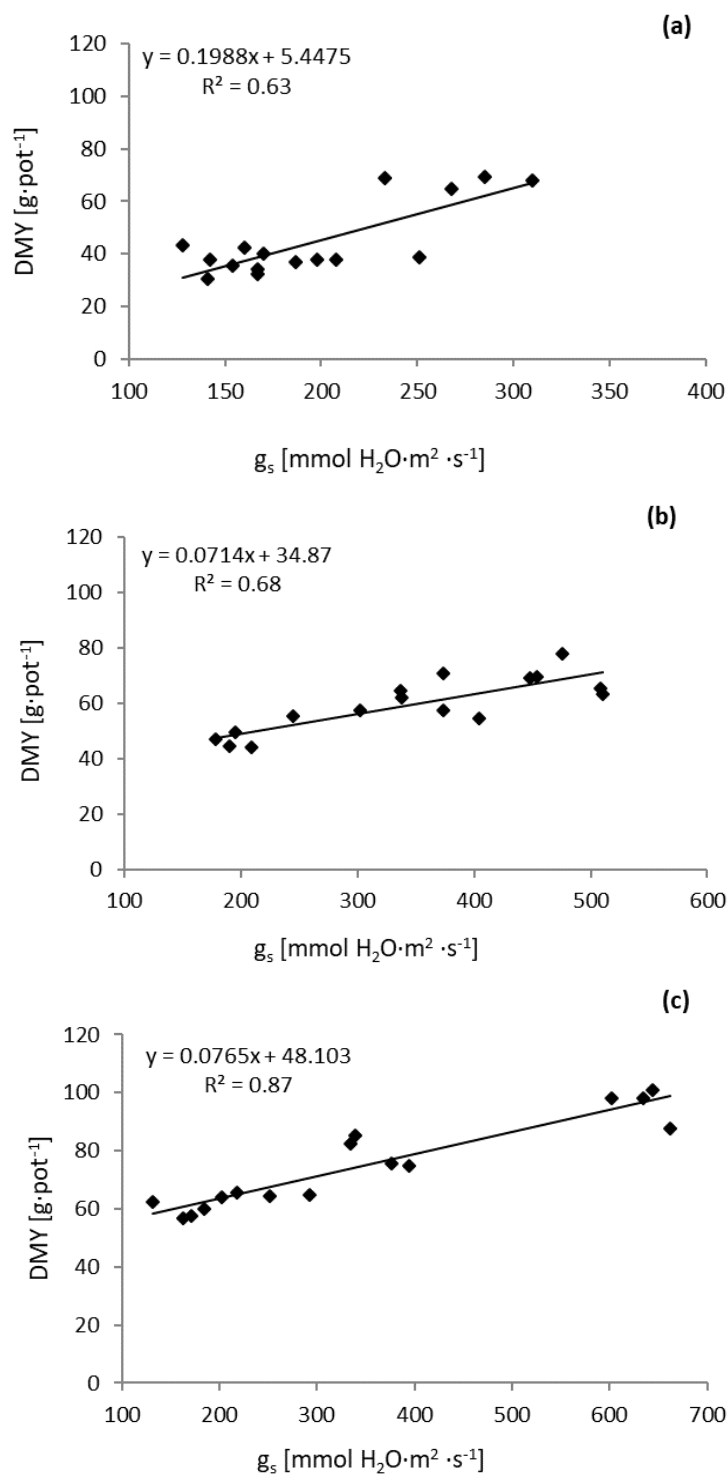 (a)
y = 0.1988x + 5.4475
R² = 0.63
120
100
80
60
40
20
0
DMY [g·pot⁻¹]
100 150 200 250 300 350 400
gₛ [mmol H₂O·m² ·s⁻¹]
(b)
y = 0.0714x + 34.87
R² = 0.68
120
100
80
60
40
20
0
DMY [g·pot⁻¹]
100 200 300 400 500 600
gₛ [mmol H₂O·m² ·s⁻¹]
(c)
y = 0.0765x + 48.103
R² = 0.87
120
100
80
60
40
20
0
DMY [g·pot⁻¹]
100 200 300 400 500 600 700
gₛ [mmol H₂O·m² ·s⁻¹]